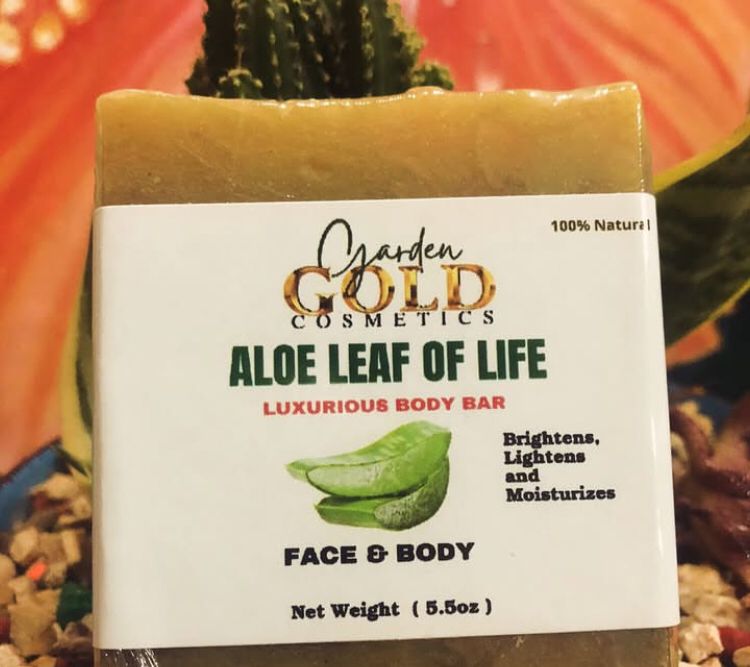 100% Natural
Garden
GOLD
COSMETICS
ALOE LEAF OF LIFE
LUXURIOUS BODY BAR
Brightens,
Lightens
and
Moisturizes
FACE & BODY
Net Weight ( 5.5oz )